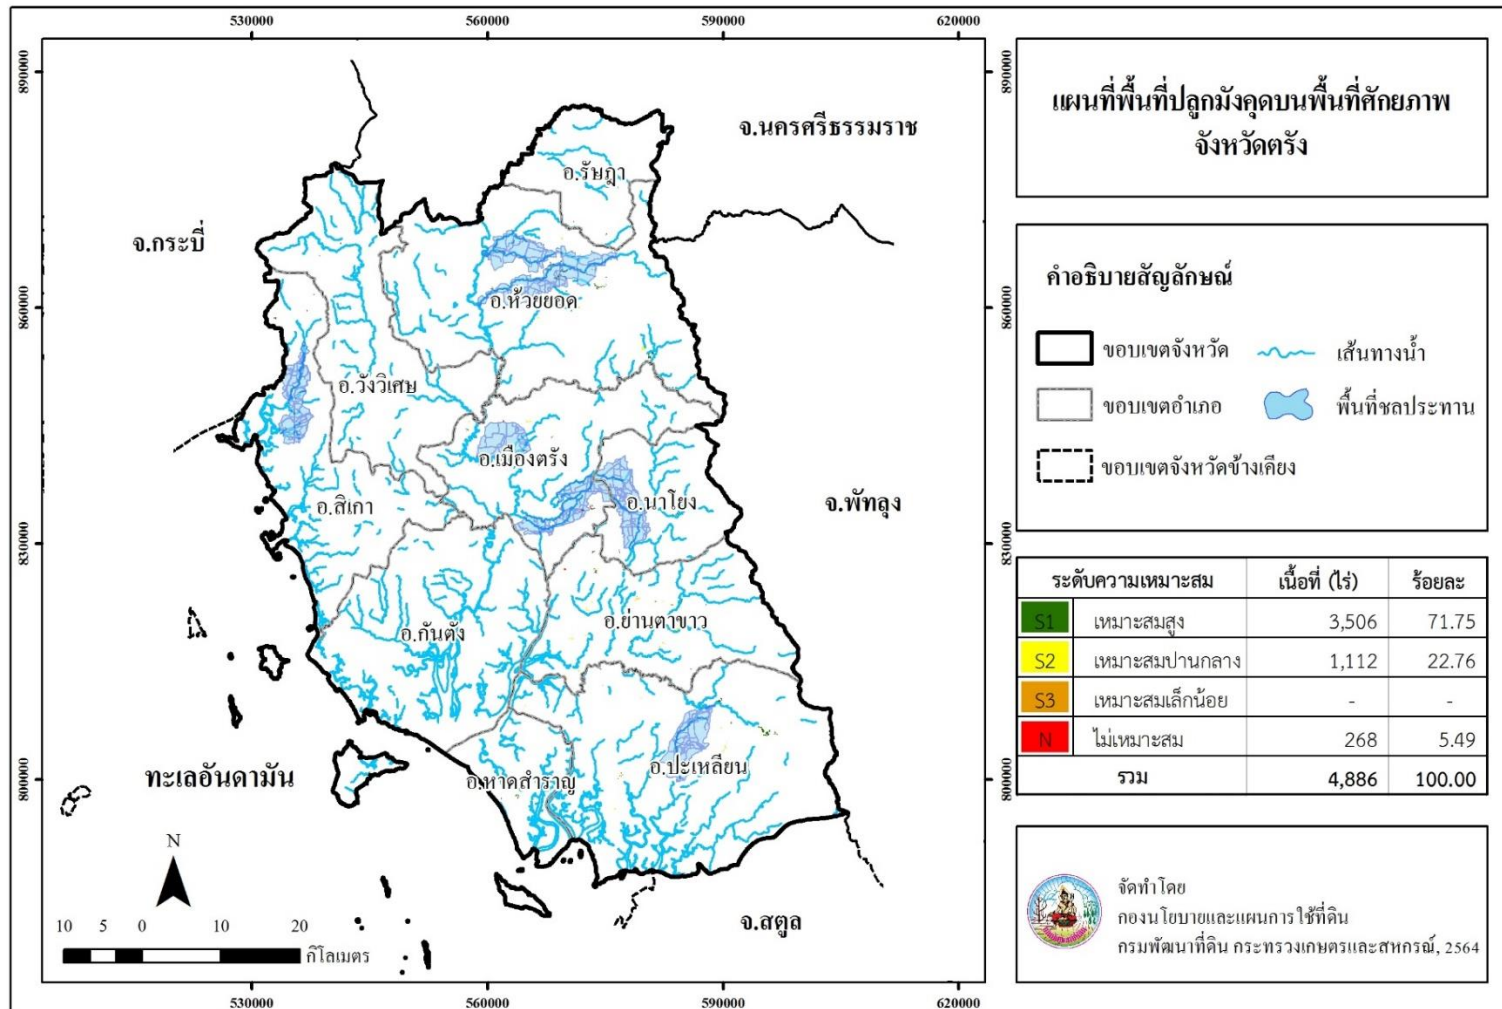 530000
560000
590000
620000
890000
860000
830000
800000
จ.นครศรีธรรมราช
อ.รัษฎา
จ.กระบี่
อ.ห้วยยอด
อ.วังวิเศษ
อ.เมืองตรัง
อ.นาโยง
จ.พัทลุง
อ.สิเกา
อ.กันตัง
อ.ย่านตาขาว
ทะเลอันดามัน
อ.หาดสำราญ
อ.ปะเหลียน
จ.สตูล
N
10 5 0 10 20
กิโลเมตร
530000
560000
590000
620000
890000
860000
830000
800000
แผนที่พื้นที่ปลูกมังคุดบนพื้นที่ศักยภาพ
จังหวัดตรัง
คำอธิบายสัญลักษณ์
ขอบเขตจังหวัด เส้นทางน้ำ
ขอบเขตอำเภอ พื้นที่ชลประทาน
ขอบเขตจังหวัดข้างเคียง
ระดับความเหมาะสม เนื้อที่ (ไร่) ร้อยละ
S1 เหมาะสมสูง 3,506 71.75
S2 เหมาะสมปานกลาง 1,112 22.76
S3 เหมาะสมเล็กน้อย - -
N ไม่เหมาะสม 268 5.49
รวม 4,886 100.00
จัดทำโดย
กองนโยบายและแผนการใช้ที่ดิน
กรมพัฒนาที่ดิน กระทรวงเกษตรและสหกรณ์, 2564